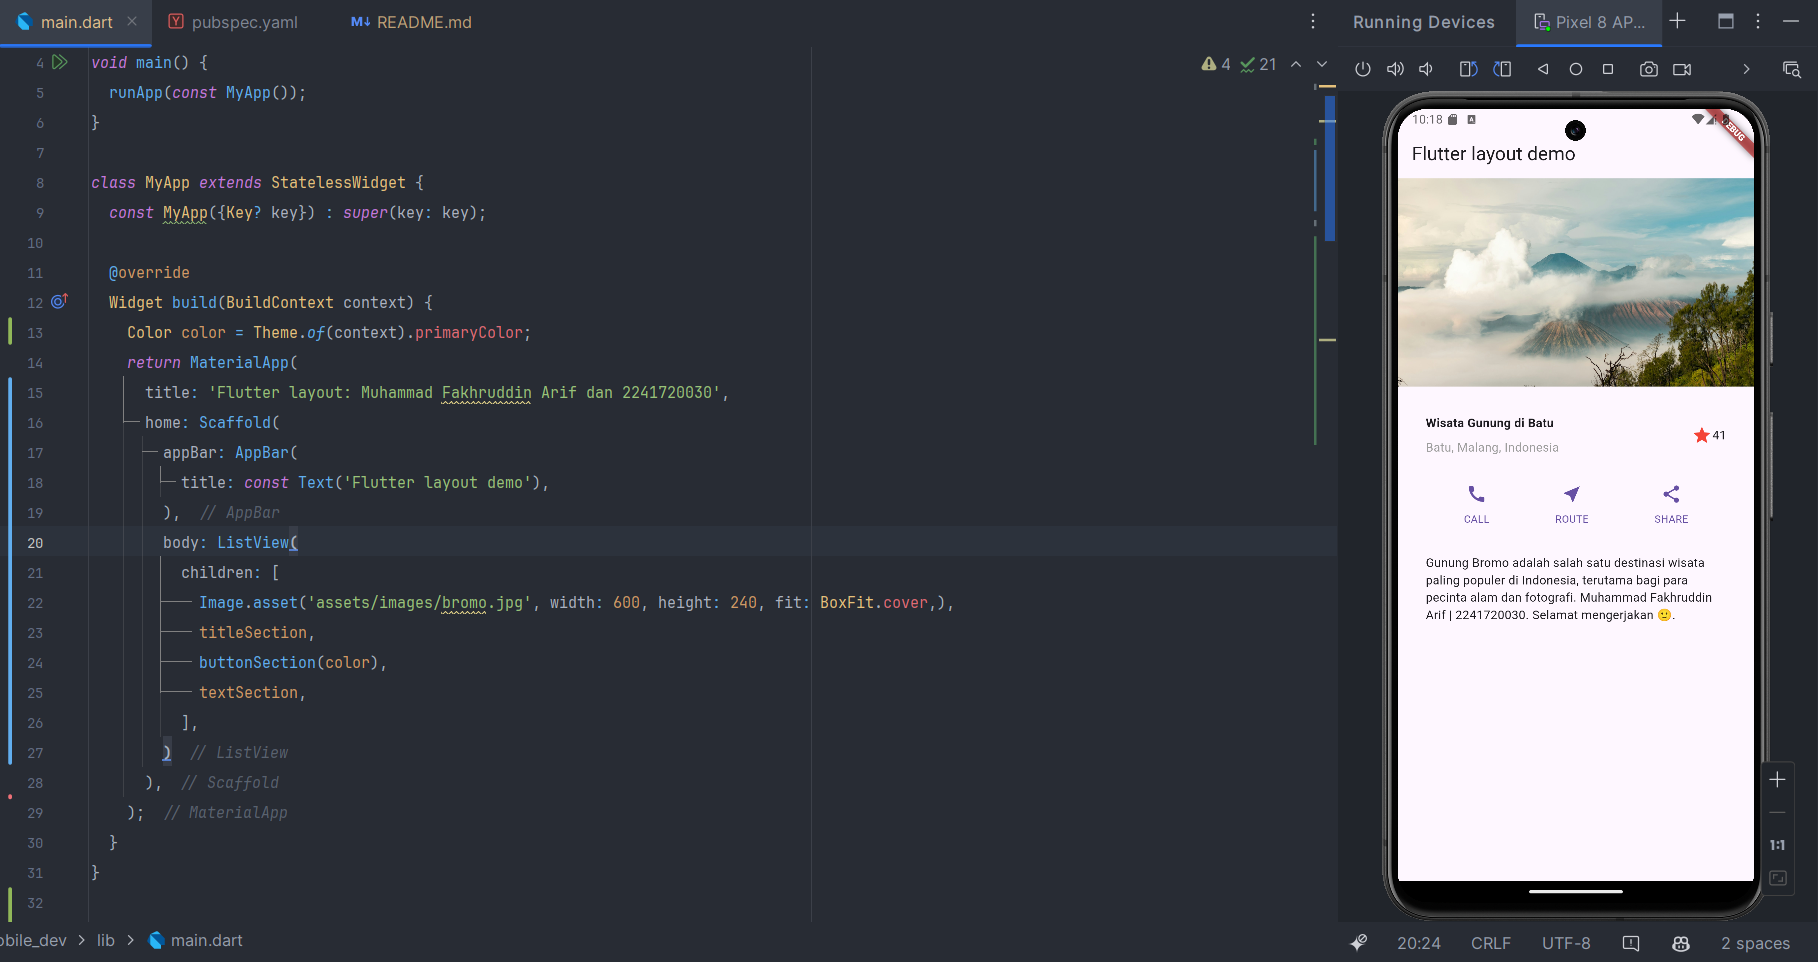 main.dart
pubspec.yaml
M↓ README.md
Running Devices
Pixel 8 AP...
4 void main() {
5 runApp(const MyApp());
6 }
7
8 class MyApp extends StatelessWidget {
9 const MyApp({Key? key}) : super(key: key);
10
11 @override
12 Widget build(BuildContext context) {
13 Color color = Theme.of(context).primaryColor;
14 return MaterialApp(
15 title: 'Flutter layout: Muhammad Fakhruddin Arif dan 2241720030',
16 home: Scaffold(
17 appBar: AppBar(
18 title: const Text('Flutter layout demo'),
19 ), // AppBar
20 body: ListView(
21 children: [
22 Image.asset('assets/images/bromo.jpg', width: 600, height: 240, fit: BoxFit.cover,),
23 titleSection,
24 buttonSection(color),
25 textSection,
26 ],
27 ) // ListView
28 ), // Scaffold
29 ); // MaterialApp
30 }
31 }
32
4 21
10:18
Flutter layout demo
Wisata Gunung di Batu
Batu, Malang, Indonesia
41
CALL ROUTE SHARE
Gunung Bromo adalah salah satu destinasi wisata
paling populer di Indonesia, terutama bagi para
pecinta alam dan fotografi. Muhammad Fakhruddin
Arif | 2241720030. Selamat mengerjakan 🙂.
1:1
obile_dev > lib > main.dart
20:24 CRLF UTF-8 2 spaces